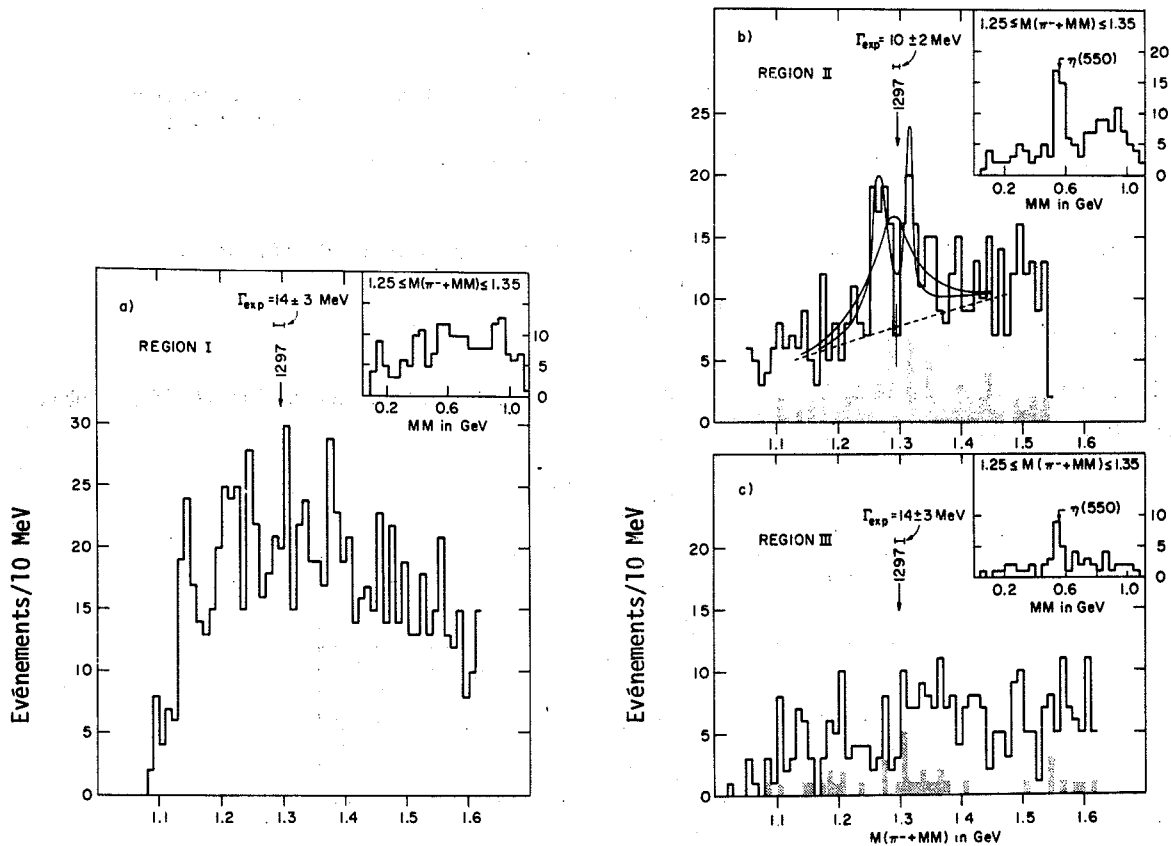 a)
Γexp = 14 ± 3 MeV
REGION I
1297
1.25 ≤ M(π⁻+MM) ≤ 1.35
10
5
0
0.2 0.6 1.0
MM in GeV
30
25
20
15
10
5
0
1.1 1.2 1.3 1.4 1.5 1.6
Evénements/10 MeV
b)
Γexp = 10 ± 2 MeV
REGION II
1297
1.25 ≤ M(π⁻+MM) ≤ 1.35
η(550)
20
15
10
5
0
0.2 0.6 1.0
MM in GeV
25
20
15
10
5
0
1.1 1.2 1.3 1.4 1.5 1.6
c)
Γexp = 14±3 MeV
REGION III
1297
1.25 ≤ M(π⁻+MM) ≤ 1.35
η(550)
10
5
0
0.2 0.6 1.0
MM in GeV
20
15
10
5
0
1.1 1.2 1.3 1.4 1.5 1.6
M(π⁻+MM) in GeV
Evénements/10 MeV